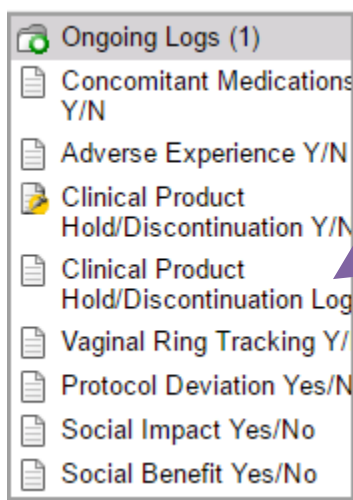 Ongoing Logs (1)
Concomitant Medications
Y/N
Adverse Experience Y/N
Clinical Product
Hold/Discontinuation Y/N
Clinical Product
Hold/Discontinuation Log
Vaginal Ring Tracking Y/
Protocol Deviation Yes/N
Social Impact Yes/No
Social Benefit Yes/No